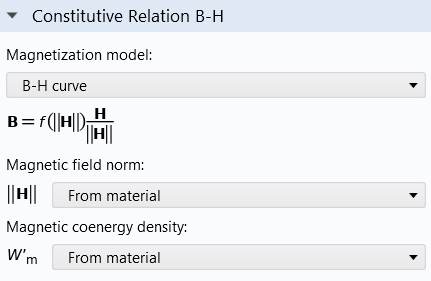 Constitutive Relation B-H
Magnetization model:
B-H curve
B = f(||H||) H / ||H||
Magnetic field norm:
||H|| From material
Magnetic coenergy density:
W'm From material